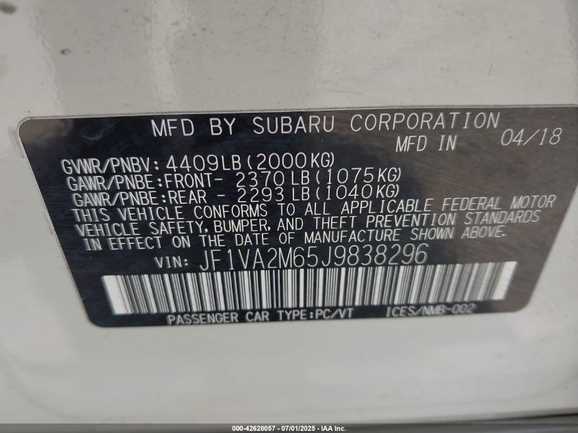 MFD BY SUBARU CORPORATION
MFD IN 04/18
GVWR/PNBV: 4409LB(2000KG)
GAWR/PNBE:FRONT- 2370LB(1075KG)
GAWR/PNBE:REAR - 2293LB(1040KG)
THIS VEHICLE CONFORMS TO ALL APPLICABLE FEDERAL MOTOR
VEHICLE SAFETY, BUMPER, AND THEFT PREVENTION STANDARDS
IN EFFECT ON THE DATE OF MANUFACTURE SHOWN ABOVE.
VIN: JF1VA2M65J9838296
PASSENGER CAR TYPE:PC/VT ICES/NMB-002
000-42628057 - 07/01/2025 - IAA Inc.